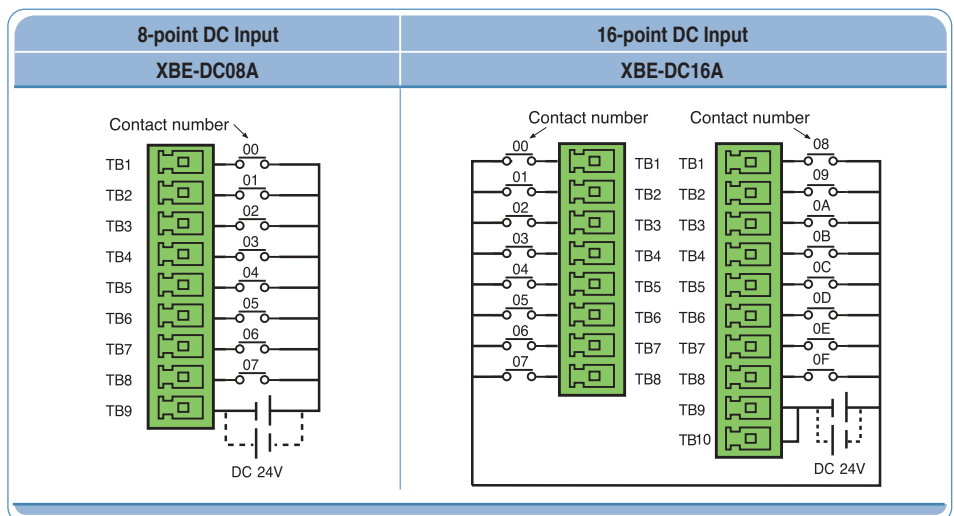 8-point DC Input
16-point DC Input
XBE-DC08A
XBE-DC16A
Contact number
00
TB1
01
TB2
02
TB3
03
TB4
04
TB5
05
TB6
06
TB7
07
TB8
TB9
DC 24V
Contact number
Contact number
00
TB1
TB1
08
01
TB2
TB2
09
02
TB3
TB3
0A
03
TB4
TB4
0B
04
TB5
TB5
0C
05
TB6
TB6
0D
06
TB7
TB7
0E
07
TB8
TB8
0F
TB9
TB10
DC 24V